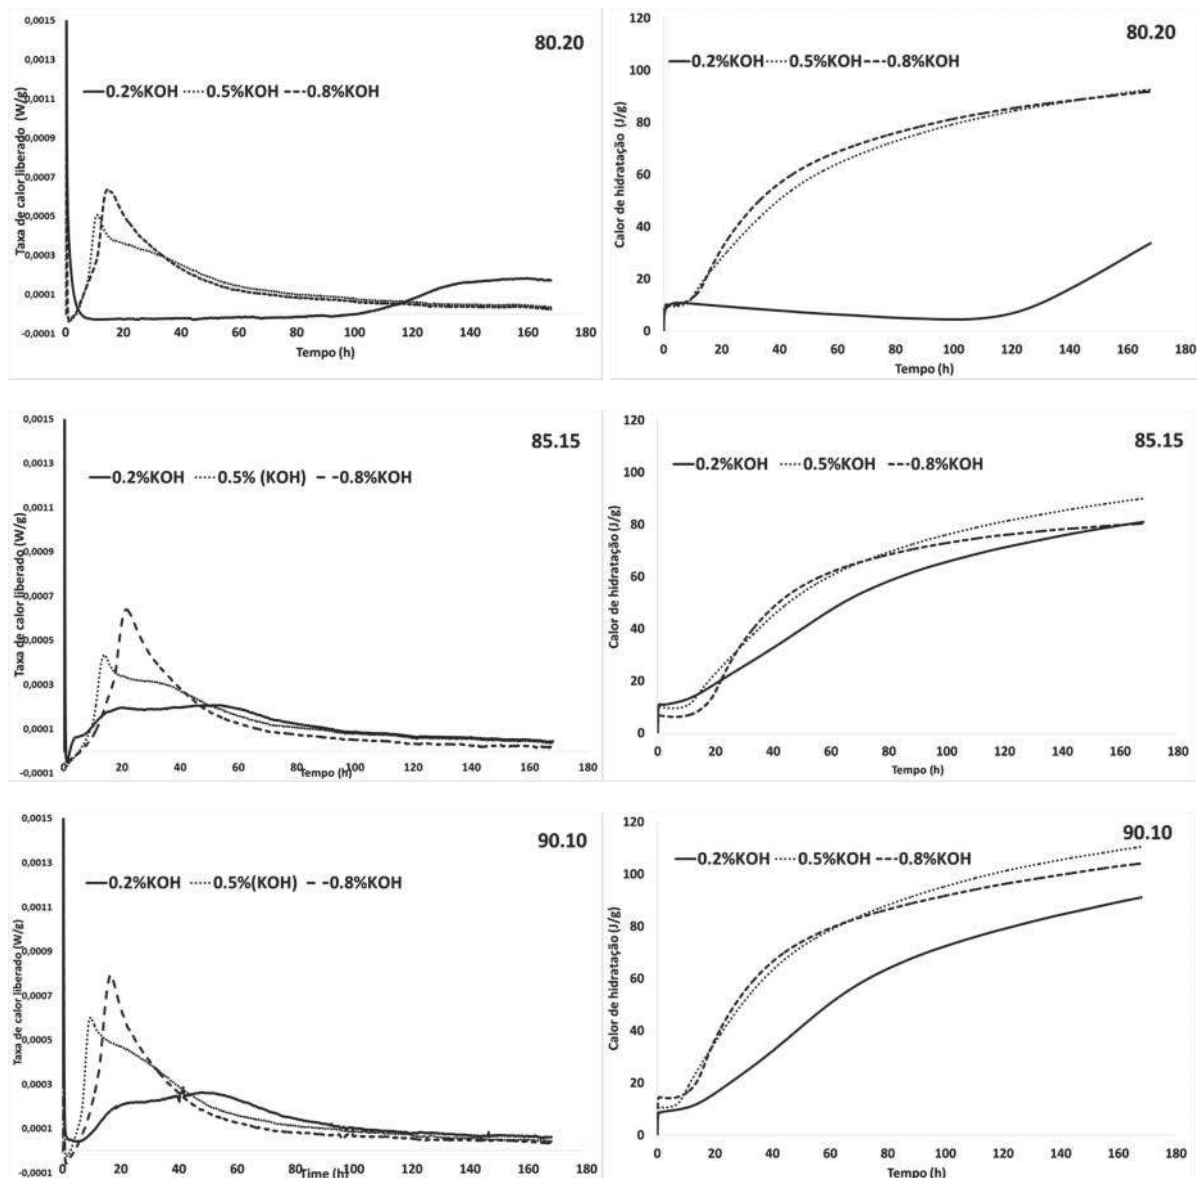 80.20
0.2%KOH 0.5%KOH 0.8%KOH
Taxa de calor liberado (W/g)
0,0015
0,0013
0,0011
0,0009
0,0007
0,0005
0,0003
0,0001
-0,0001
0 20 40 60 80 100 120 140 160 180
Tempo (h)
80.20
0.2%KOH 0.5%KOH 0.8%KOH
Calor de hidratação (J/g)
120
100
80
60
40
20
0
0 20 40 60 80 100 120 140 160 180
Tempo (h)
85.15
0.2%KOH 0.5% (KOH) 0.8%KOH
Taxa de calor liberado (W/g)
0,0015
0,0013
0,0011
0,0009
0,0007
0,0005
0,0003
0,0001
-0,0001
0 20 40 60 80 100 120 140 160 180
Tempo (h)
85.15
0.2%KOH 0.5%KOH 0.8%KOH
Calor de hidratação (J/g)
120
100
80
60
40
20
0
0 20 40 60 80 100 120 140 160 180
Tempo (h)
90.10
0.2%KOH 0.5%(KOH) 0.8%KOH
Taxa de calor liberado (W/g)
0,0015
0,0013
0,0011
0,0009
0,0007
0,0005
0,0003
0,0001
-0,0001
0 20 40 60 80 100 120 140 160 180
Time (h)
90.10
0.2%KOH 0.5%KOH 0.8%KOH
Calor de hidratação (J/g)
120
100
80
60
40
20
0
0 20 40 60 80 100 120 140 160 180
Tempo (h)